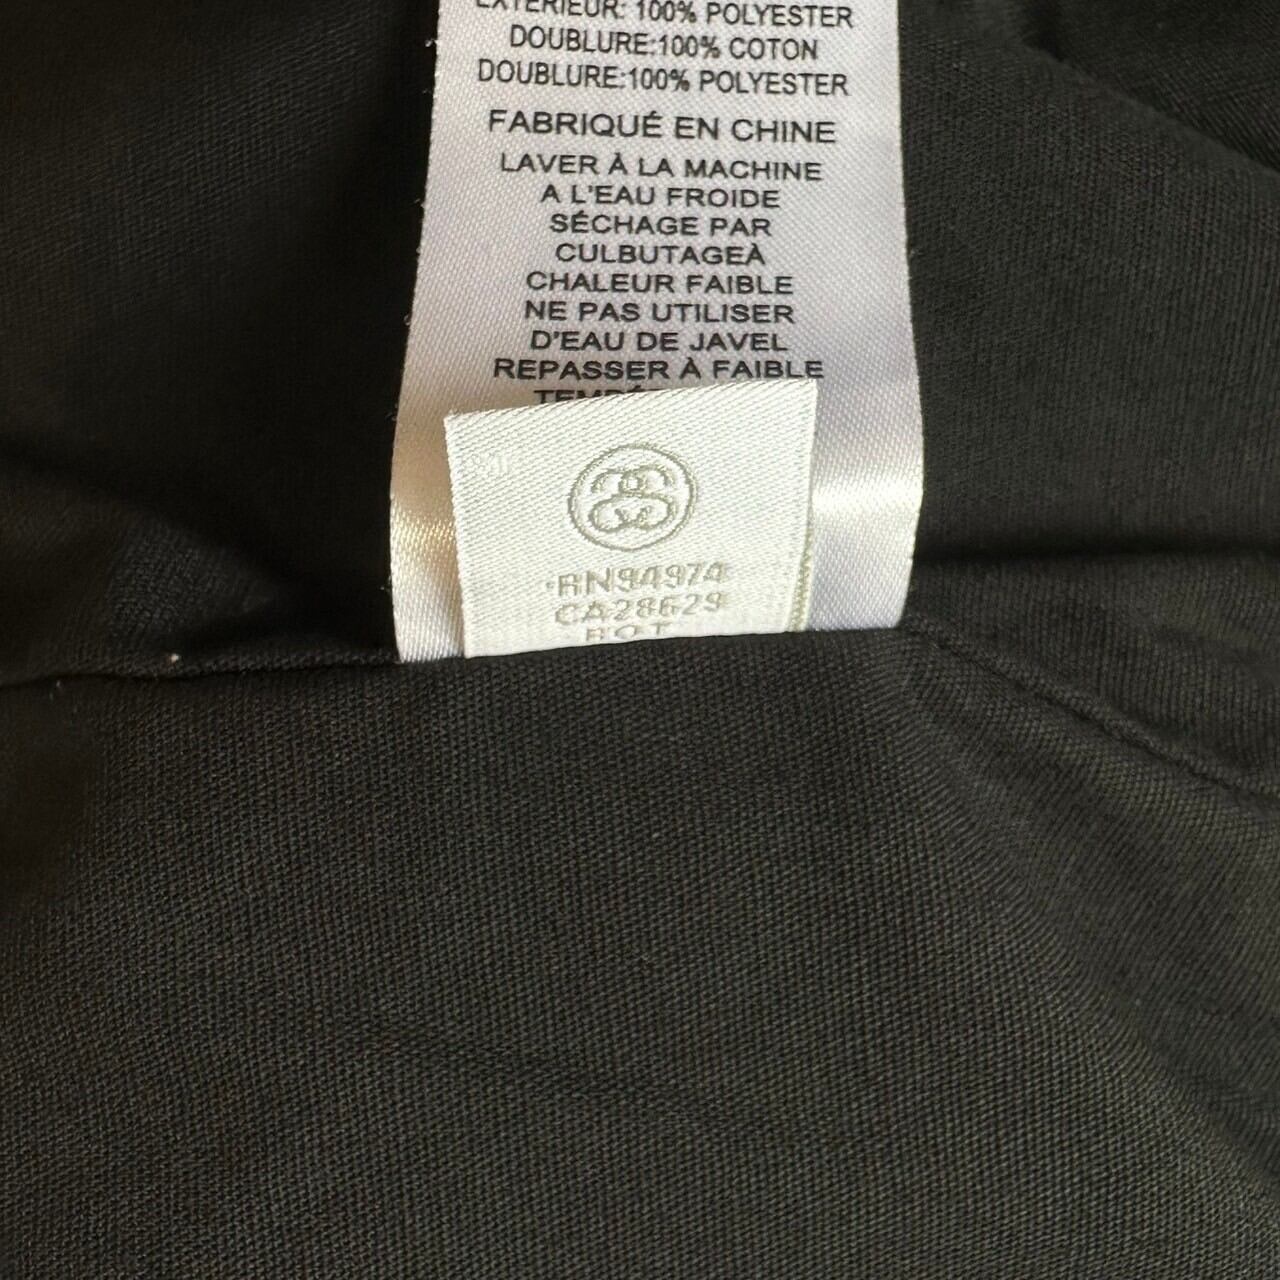 EXTÉRIEUR: 100% POLYESTER
DOUBLURE:100% COTON
DOUBLURE:100% POLYESTER
FABRIQUÉ EN CHINE
LAVER À LA MACHINE
A L'EAU FROIDE
SÉCHAGE PAR
CULBUTAGEÀ
CHALEUR FAIBLE
NE PAS UTILISER
D'EAU DE JAVEL
REPASSER À FAIBLE
RN94974
CA28629